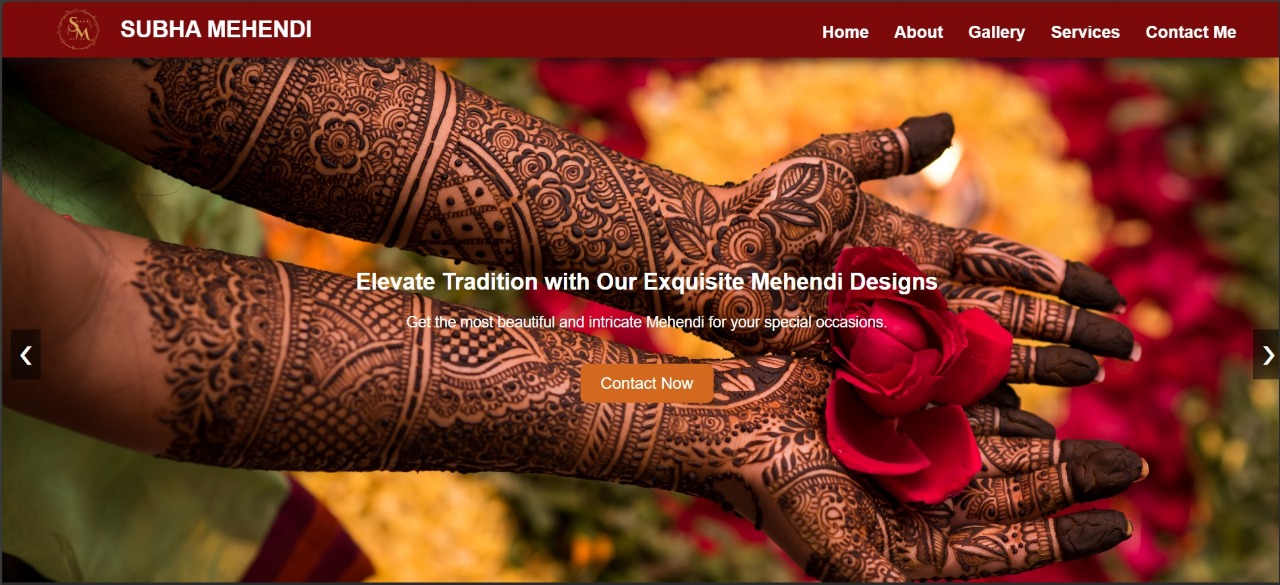 SM
SUBHA MEHENDI
Home About Gallery Services Contact Me
Elevate Tradition with Our Exquisite Mehendi Designs
Get the most beautiful and intricate Mehendi for your special occasions.
Contact Now